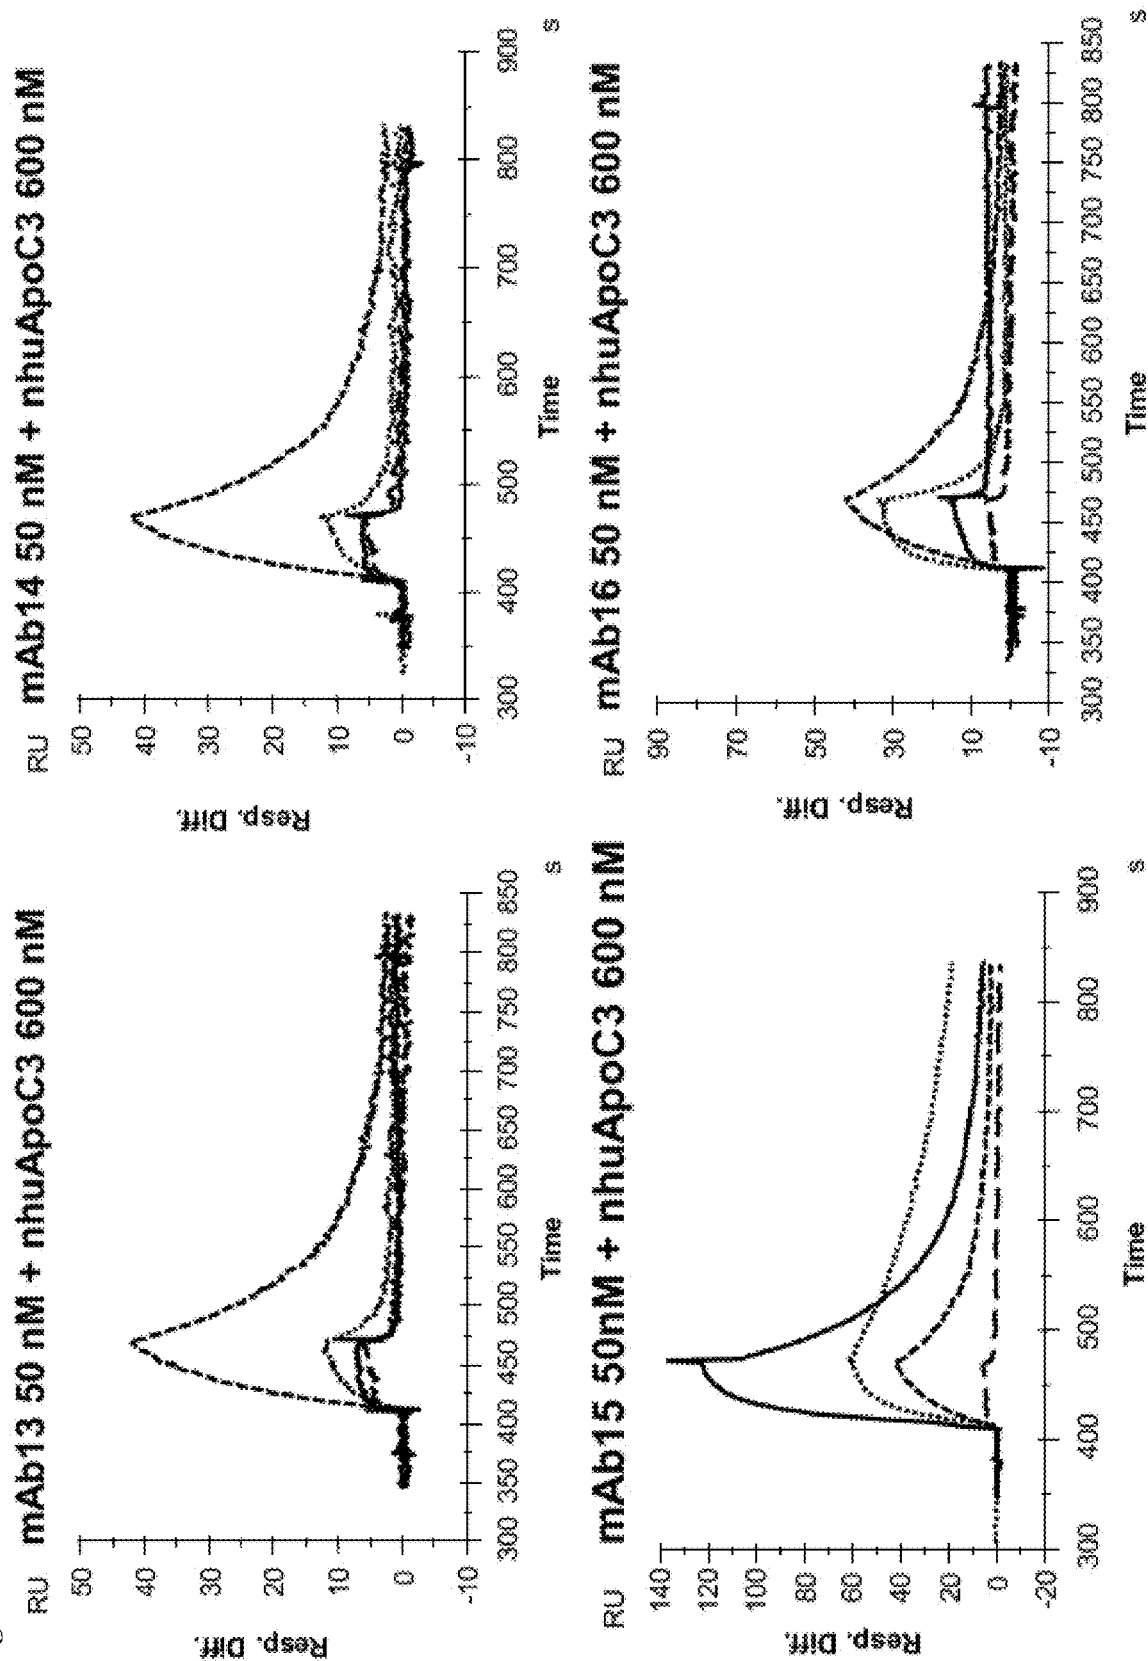 mAb13 50 nM + nhuApoC3 600 nM
RU
50
40
30
20
10
0
-10
Resp. Diff.
300 350 400 450 500 550 600 650 700 750 800 850
Time
s
mAb14 50 nM + nhuApoC3 600 nM
RU
50
40
30
20
10
0
-10
Resp. Diff.
300 400 500 600 700 800 900
Time
s
mAb15 50nM + nhuApoC3 600 nM
RU
140
120
100
80
60
40
20
0
-20
Resp. Diff.
300 400 500 600 700 800 900
Time
s
mAb16 50 nM + nhuApoC3 600 nM
RU
90
70
50
30
10
-10
Resp. Diff.
300 350 400 450 500 550 600 650 700 750 800 850
Time
s